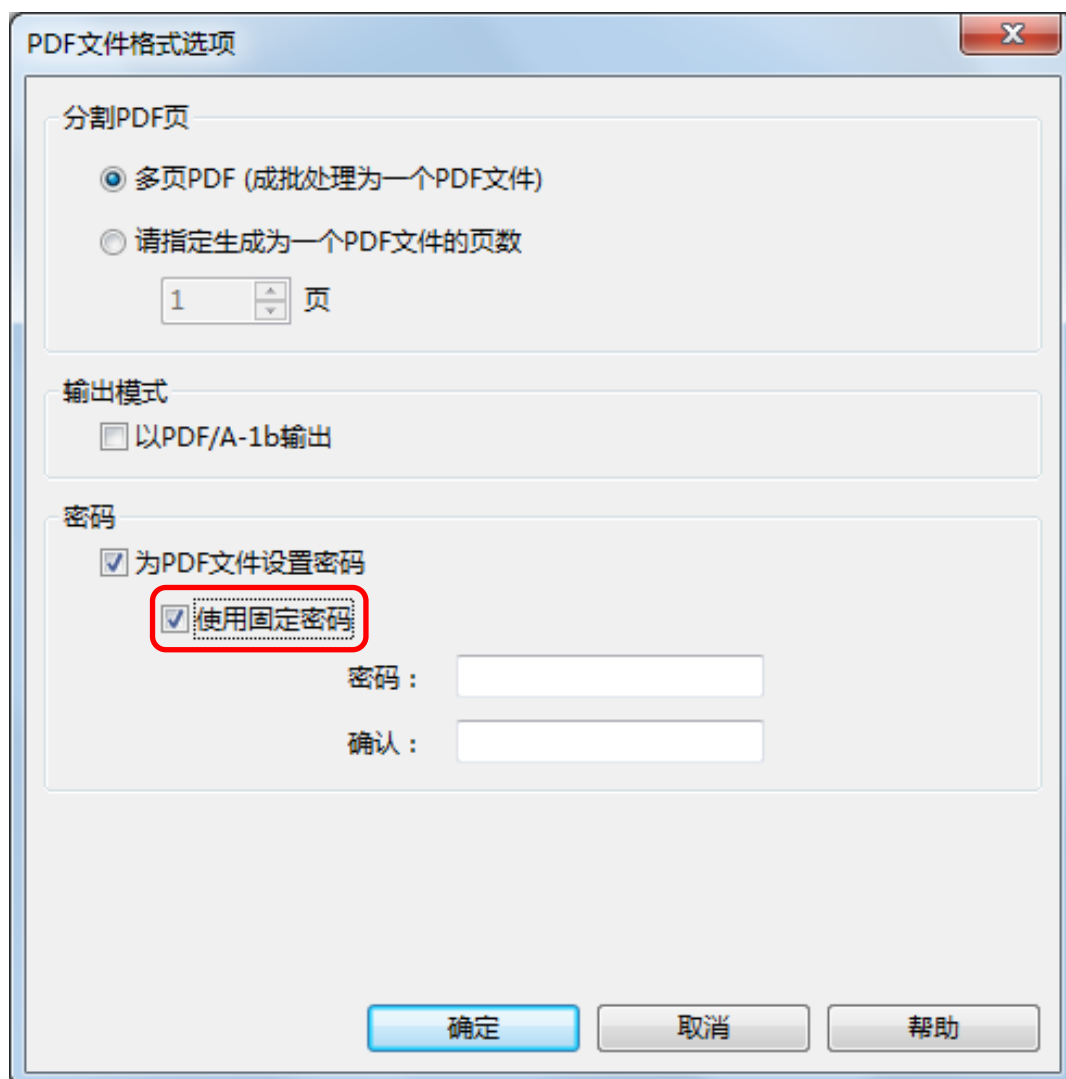 PDF文件格式选项
分割PDF页
多页PDF (成批处理为一个PDF文件)
请指定生成为一个PDF文件的页数
1 页
输出模式
以PDF/A-1b输出
密码
为PDF文件设置密码
使用固定密码
密码：
确认：
确定 取消 帮助